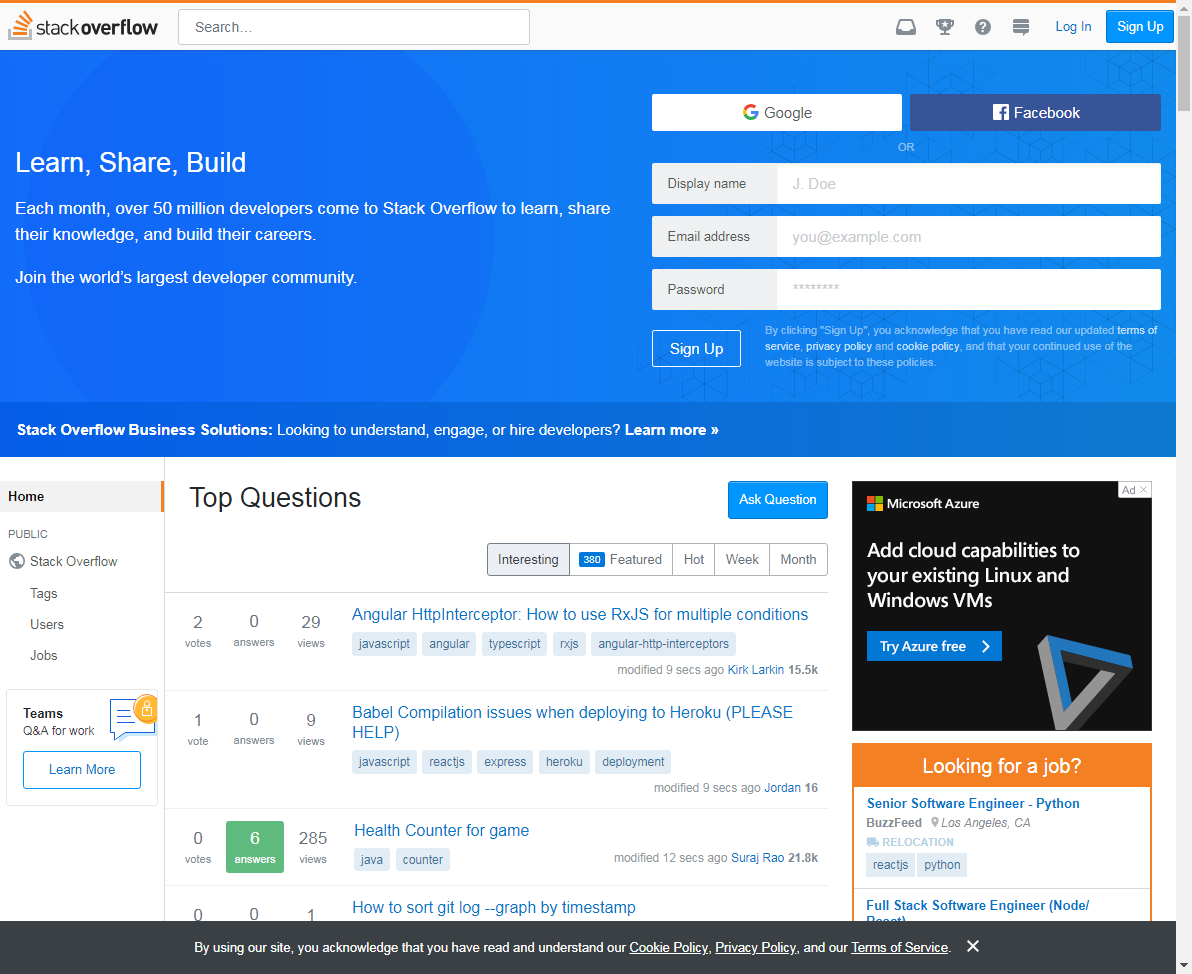 stackoverflow
Search…
Log In
Sign Up
Google
Facebook
OR
Learn, Share, Build
Each month, over 50 million developers come to Stack Overflow to learn, share
their knowledge, and build their careers.
Join the world’s largest developer community.
Display name
J. Doe
Email address
you@example.com
Password
********
Sign Up
By clicking "Sign Up", you acknowledge that you have read our updated terms of
service, privacy policy and cookie policy, and that your continued use of the
website is subject to these policies.
Stack Overflow Business Solutions: Looking to understand, engage, or hire developers? Learn more »
Home
PUBLIC
Stack Overflow
Tags
Users
Jobs
Teams
Q&A for work
Learn More
Top Questions
Ask Question
Interesting
380 Featured
Hot
Week
Month
2 votes
0 answers
29 views
Angular HttpInterceptor: How to use RxJS for multiple conditions
javascript angular typescript rxjs angular-http-interceptors
modified 9 secs ago Kirk Larkin 15.5k
1 vote
0 answers
9 views
Babel Compilation issues when deploying to Heroku (PLEASE
HELP)
javascript reactjs express heroku deployment
modified 9 secs ago Jordan 16
0 votes
6 answers
285 views
Health Counter for game
java counter
modified 12 secs ago Suraj Rao 21.8k
0
0
1
How to sort git log --graph by timestamp
Ad
Microsoft Azure
Add cloud capabilities to
your existing Linux and
Windows VMs
Try Azure free
Looking for a job?
Senior Software Engineer - Python
BuzzFeed Los Angeles, CA
RELOCATION
reactjs python
Full Stack Software Engineer (Node/
React)
By using our site, you acknowledge that you have read and understand our Cookie Policy, Privacy Policy, and our Terms of Service.